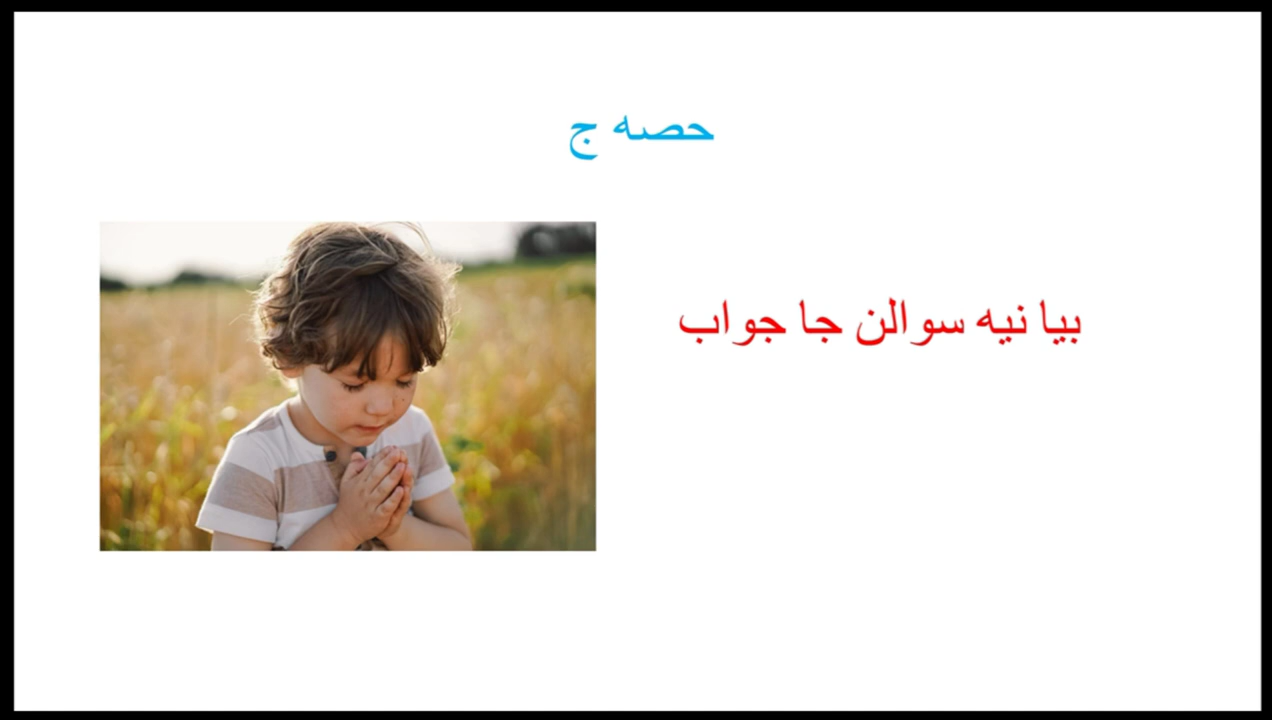 حصه ج
بيا نيه سوالن جا جواب